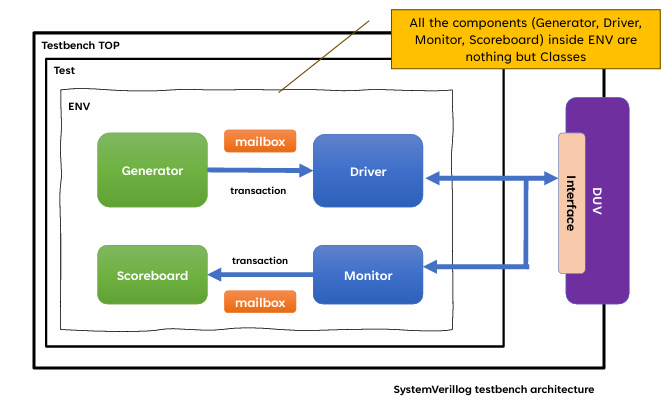 All the components (Generator, Driver,
Monitor, Scoreboard) inside ENV are
nothing but Classes
Testbench TOP
Test
ENV
mailbox
Generator
Driver
transaction
Interface
DUV
transaction
Scoreboard
Monitor
mailbox
SystemVerillog testbench architecture